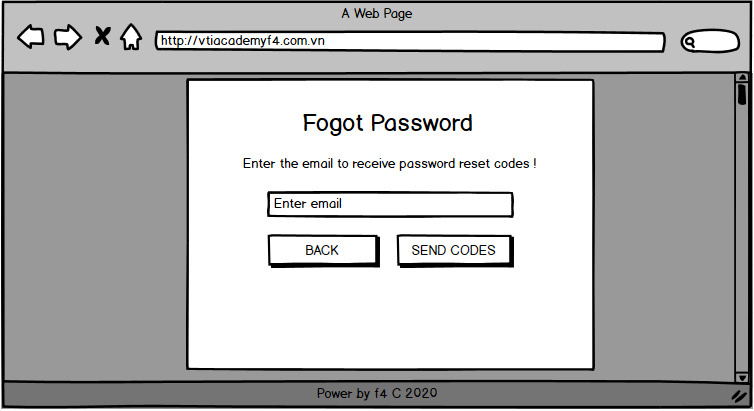 A Web Page
http://vtiacademyf4.com.vn
Fogot Password
Enter the email to receive password reset codes !
Enter email
BACK
SEND CODES
Power by f4 C 2020